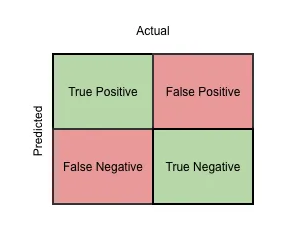 Actual
Predicted
True Positive
False Positive
False Negative
True Negative